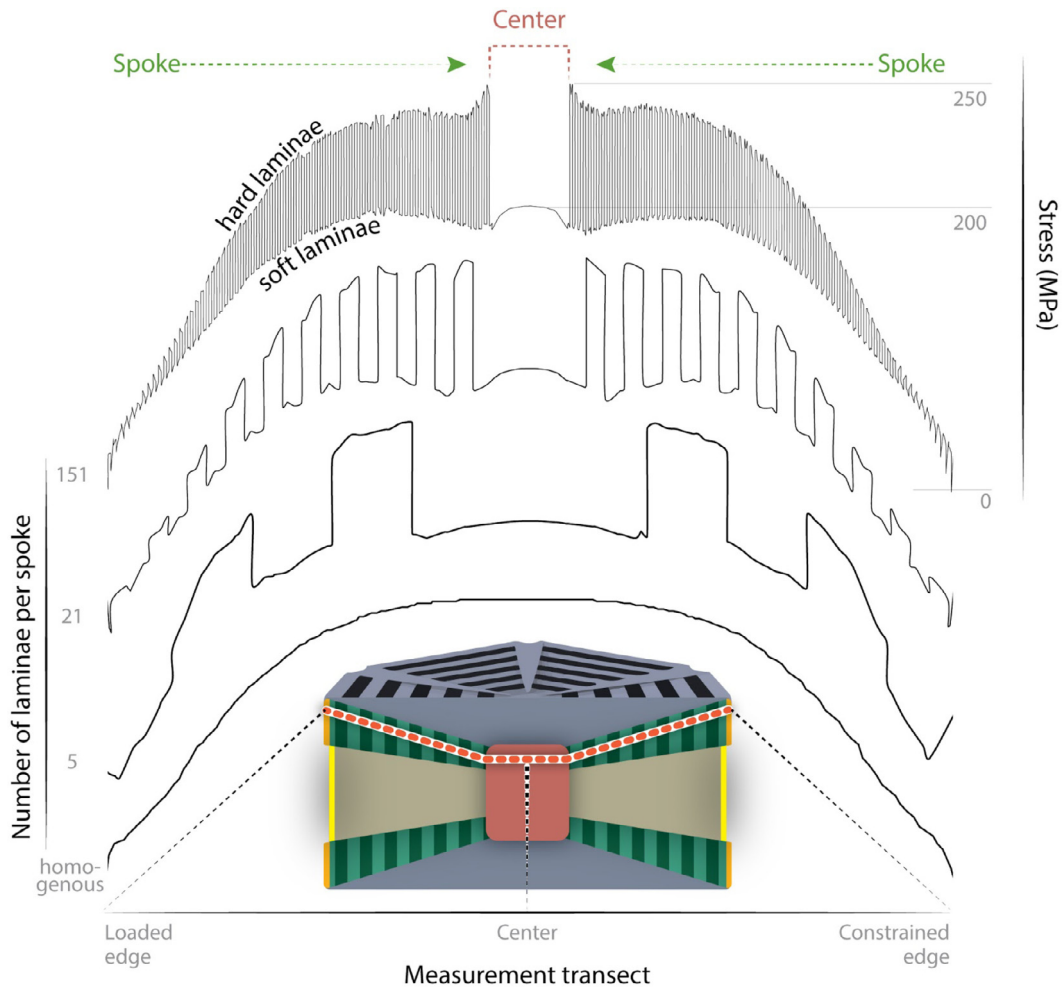 Center
Spoke
Spoke
250
hard laminae
200
soft laminae
Stress (MPa)
151
0
Number of laminae per spoke
21
5
homo-
genous
Loaded
edge
Center
Constrained
edge
Measurement transect